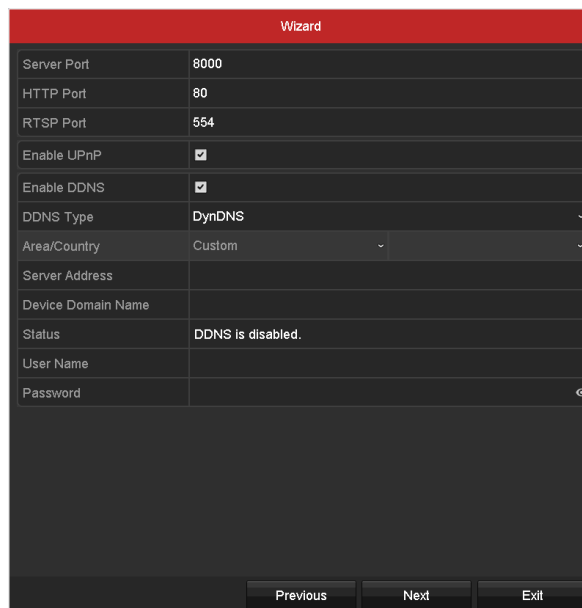 Wizard
Server Port 8000
HTTP Port 80
RTSP Port 554
Enable UPnP
Enable DDNS
DDNS Type DynDNS
Area/Country Custom
Server Address
Device Domain Name
Status DDNS is disabled.
User Name
Password
Previous Next Exit